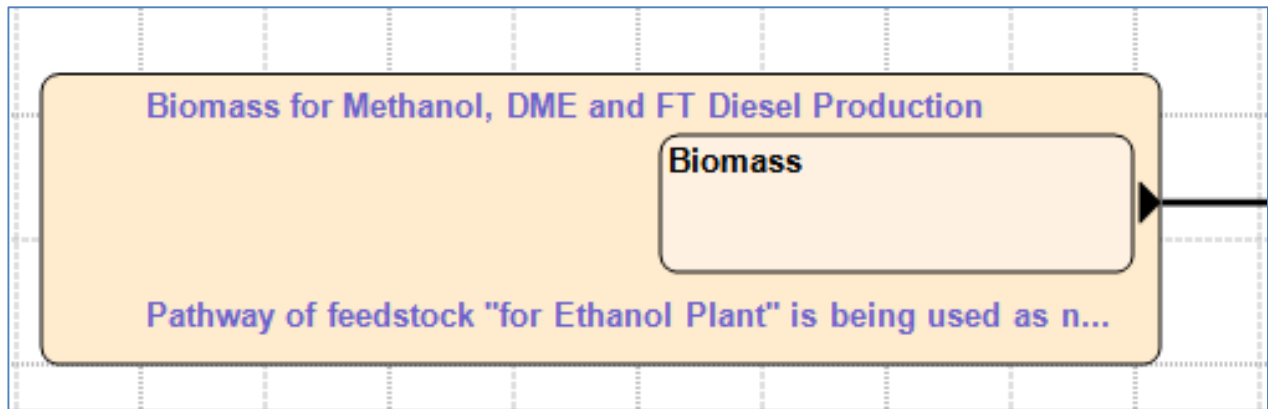 Biomass for Methanol, DME and FT Diesel Production
Biomass
Pathway of feedstock "for Ethanol Plant" is being used as n...